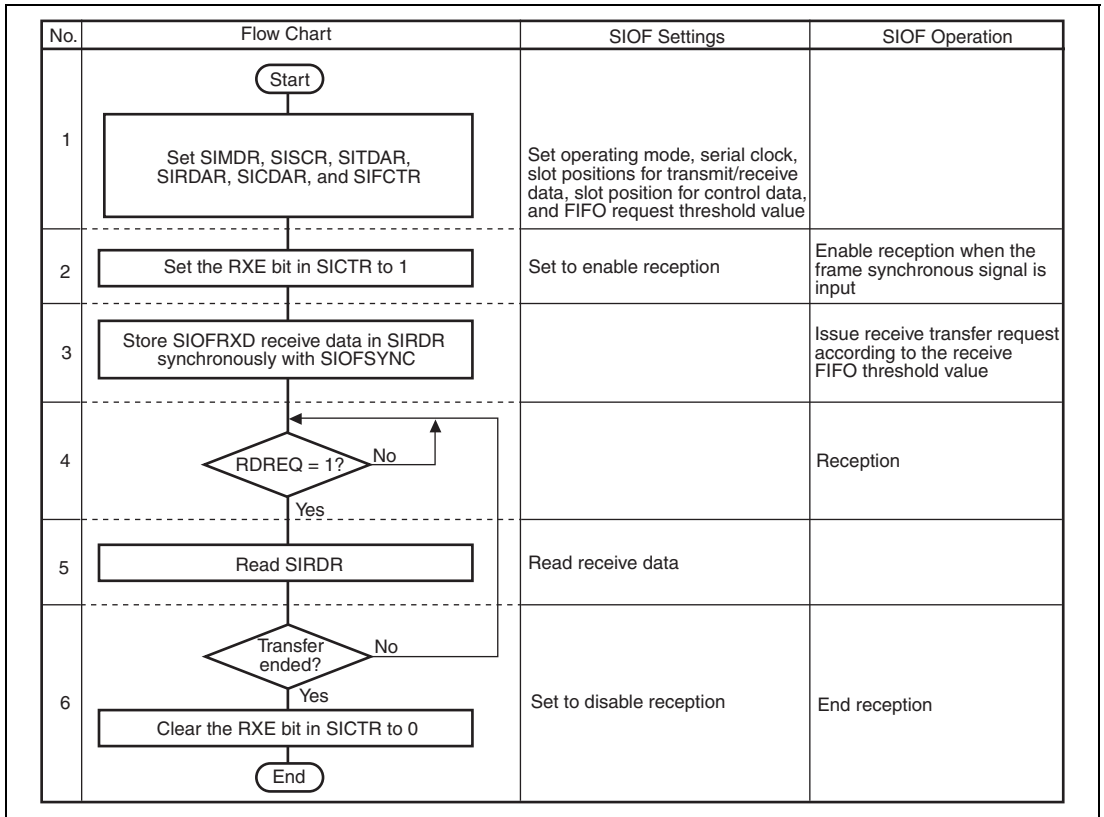 No.
Flow Chart
SIOF Settings
SIOF Operation
1
Start
Set SIMDR, SISCR, SITDAR,
SIRDAR, SICDAR, and SIFCTR
Set operating mode, serial clock,
slot positions for transmit/receive
data, slot position for control data,
and FIFO request threshold value
2
Set the RXE bit in SICTR to 1
Set to enable reception
Enable reception when the
frame synchronous signal is
input
3
Store SIOFRXD receive data in SIRDR
synchronously with SIOFSYNC
Issue receive transfer request
according to the receive
FIFO threshold value
4
RDREQ = 1?
No
Yes
Reception
5
Read SIRDR
Read receive data
6
Transfer
ended?
No
Yes
Clear the RXE bit in SICTR to 0
End
Set to disable reception
End reception